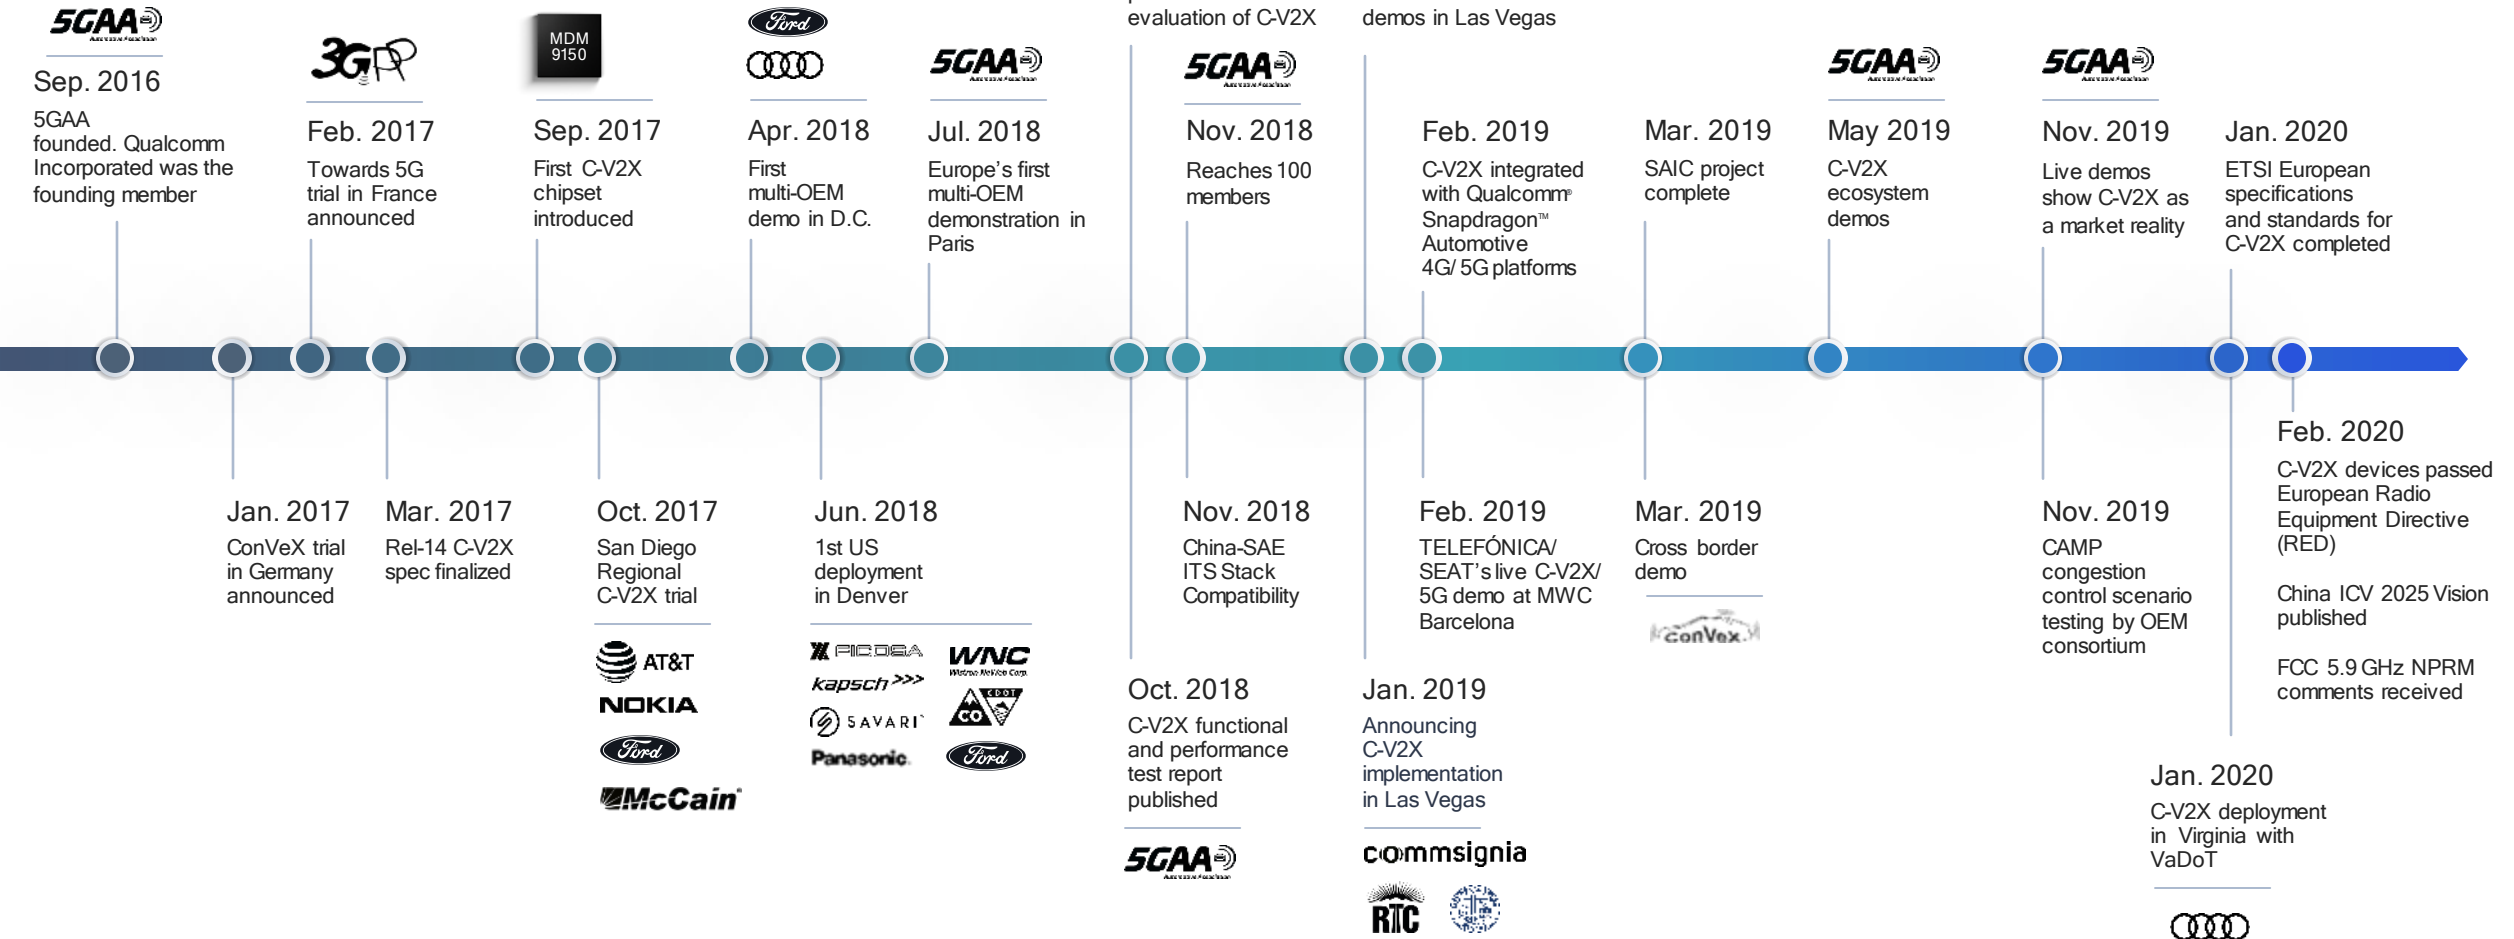 5GAA
Sep. 2016
5GAA
founded. Qualcomm
Incorporated was the
founding member
3GPP
Feb. 2017
Towards 5G
trial in France
announced
MDM
9150
Sep. 2017
First C-V2X
chipset
introduced
Ford
Apr. 2018
First
multi-OEM
demo in D.C.
5GAA
Jul. 2018
Europe's first
multi-OEM
demonstration in
Paris
evaluation of C-V2X
5GAA
Nov. 2018
Reaches 100
members
demos in Las Vegas
Feb. 2019
C-V2X integrated
with Qualcomm®
Snapdragon™
Automotive
4G/ 5G platforms
Mar. 2019
SAIC project
complete
5GAA
May 2019
C-V2X
ecosystem
demos
5GAA
Nov. 2019
Live demos
show C-V2X as
a market reality
Jan. 2020
ETSI European
specifications
and standards for
C-V2X completed
Jan. 2017
ConVeX trial
in Germany
announced
Mar. 2017
Rel-14 C-V2X
spec finalized
Oct. 2017
San Diego
Regional
C-V2X trial
AT&T
NOKIA
Ford
McCain
Jun. 2018
1st US
deployment
in Denver
kapsch >>>
SAVARI
Panasonic
WNC
Wistron NeWeb Corp.
CDOT
CO
Ford
Oct. 2018
C-V2X functional
and performance
test report
published
5GAA
Nov. 2018
China-SAE
ITS Stack
Compatibility
Jan. 2019
Announcing
C-V2X
implementation
in Las Vegas
commsignia
RTC
Feb. 2019
TELEFÓNICA/
SEAT's live C-V2X/
5G demo at MWC
Barcelona
Mar. 2019
Cross border
demo
ConVeX
Nov. 2019
CAMP
congestion
control scenario
testing by OEM
consortium
Jan. 2020
C-V2X deployment
in Virginia with
VaDoT
Feb. 2020
C-V2X devices passed
European Radio
Equipment Directive
(RED)
China ICV 2025 Vision
published
FCC 5.9 GHz NPRM
comments received